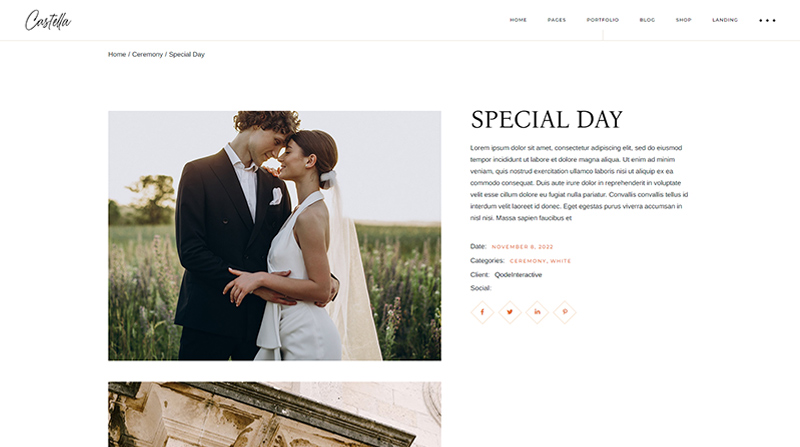 Castella
HOME PAGES PORTFOLIO BLOG SHOP LANDING
Home / Ceremony / Special Day
SPECIAL DAY
Lorem ipsum dolor sit amet, consectetur adipiscing elit, sed do eiusmod
tempor incididunt ut labore et dolore magna aliqua. Ut enim ad minim
veniam, quis nostrud exercitation ullamco laboris nisi ut aliquip ex ea
commodo consequat. Duis aute irure dolor in reprehenderit in voluptate
velit esse cillum dolore eu fugiat nulla pariatur. Convallis convallis tellus id
interdum velit laoreet id donec. Eget egestas purus viverra accumsan in
nisl nisi. Massa sapien faucibus et
Date: NOVEMBER 8, 2022
Categories: CEREMONY, WHITE
Client: QodeInteractive
Social: